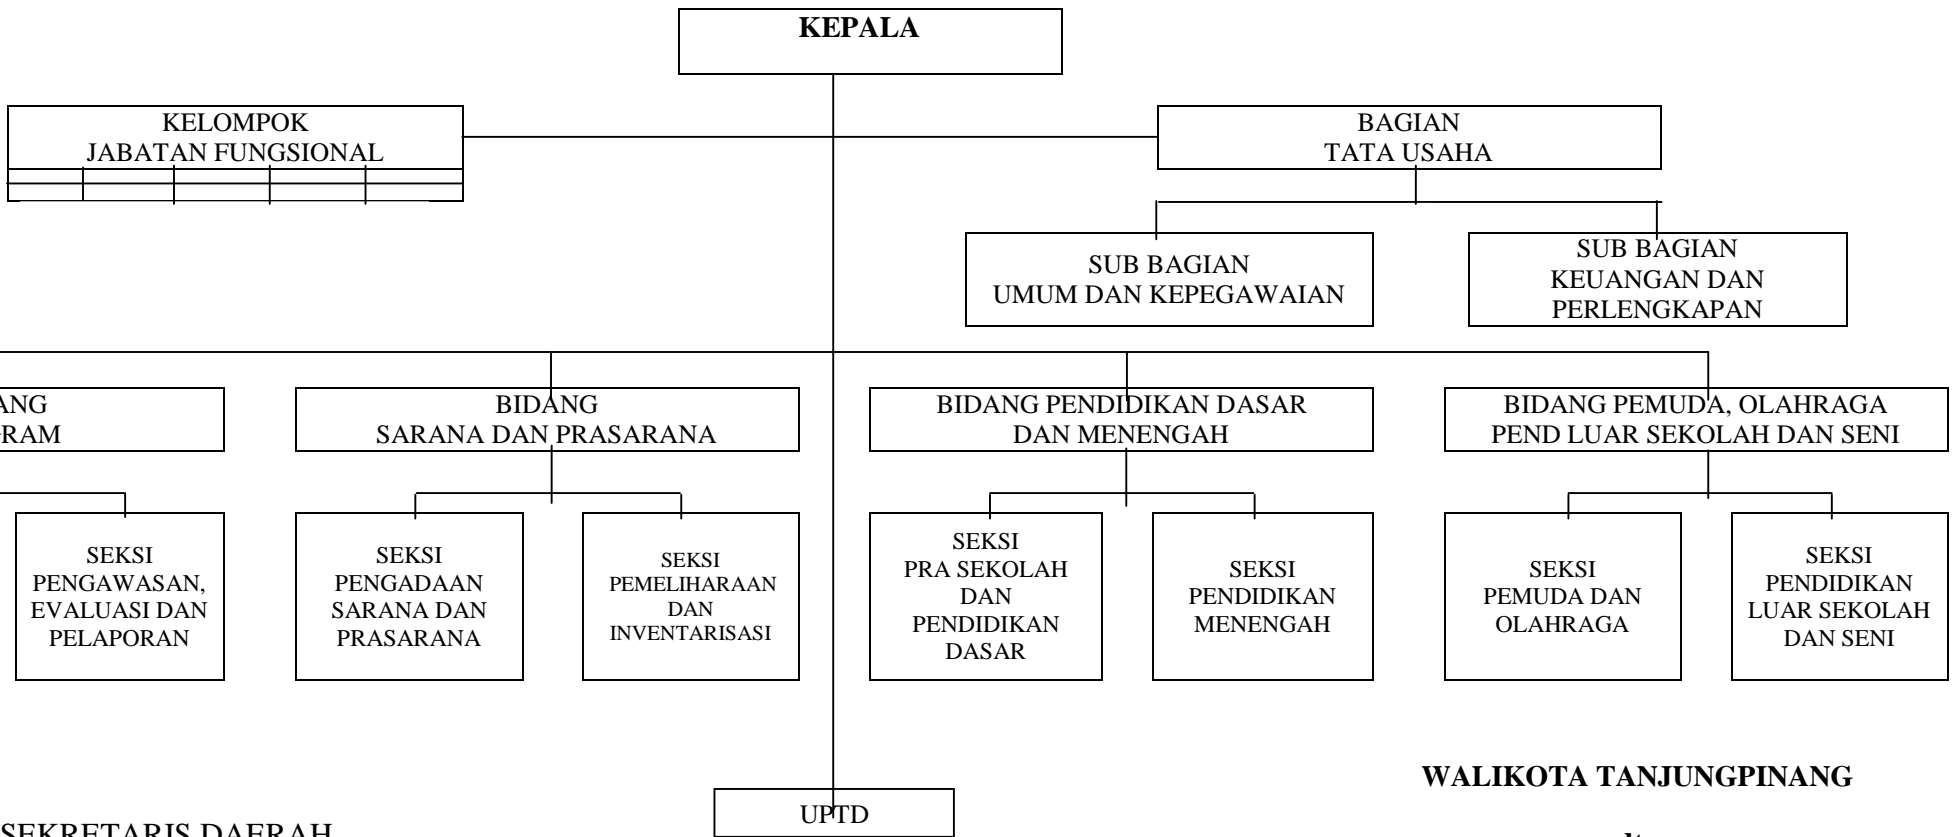 KEPALA
KELOMPOK
JABATAN FUNGSIONAL
BAGIAN
TATA USAHA
SUB BAGIAN
UMUM DAN KEPEGAWAIAN
SUB BAGIAN
KEUANGAN DAN
PERLENGKAPAN
ANG
RAM
BIDANG
SARANA DAN PRASARANA
BIDANG PENDIDIKAN DASAR
DAN MENENGAH
BIDANG PEMUDA, OLAHRAGA
PEND LUAR SEKOLAH DAN SENI
SEKSI
PENGAWASAN,
EVALUASI DAN
PELAPORAN
SEKSI
PENGADAAN
SARANA DAN
PRASARANA
SEKSI
PEMELIHARAAN
DAN
INVENTARISASI
SEKSI
PRA SEKOLAH
DAN
PENDIDIKAN
DASAR
SEKSI
PENDIDIKAN
MENENGAH
SEKSI
PEMUDA DAN
OLAHRAGA
SEKSI
PENDIDIKAN
LUAR SEKOLAH
DAN SENI
WALIKOTA TANJUNGPINANG
UPTD
SEKRETARIS DAERAH